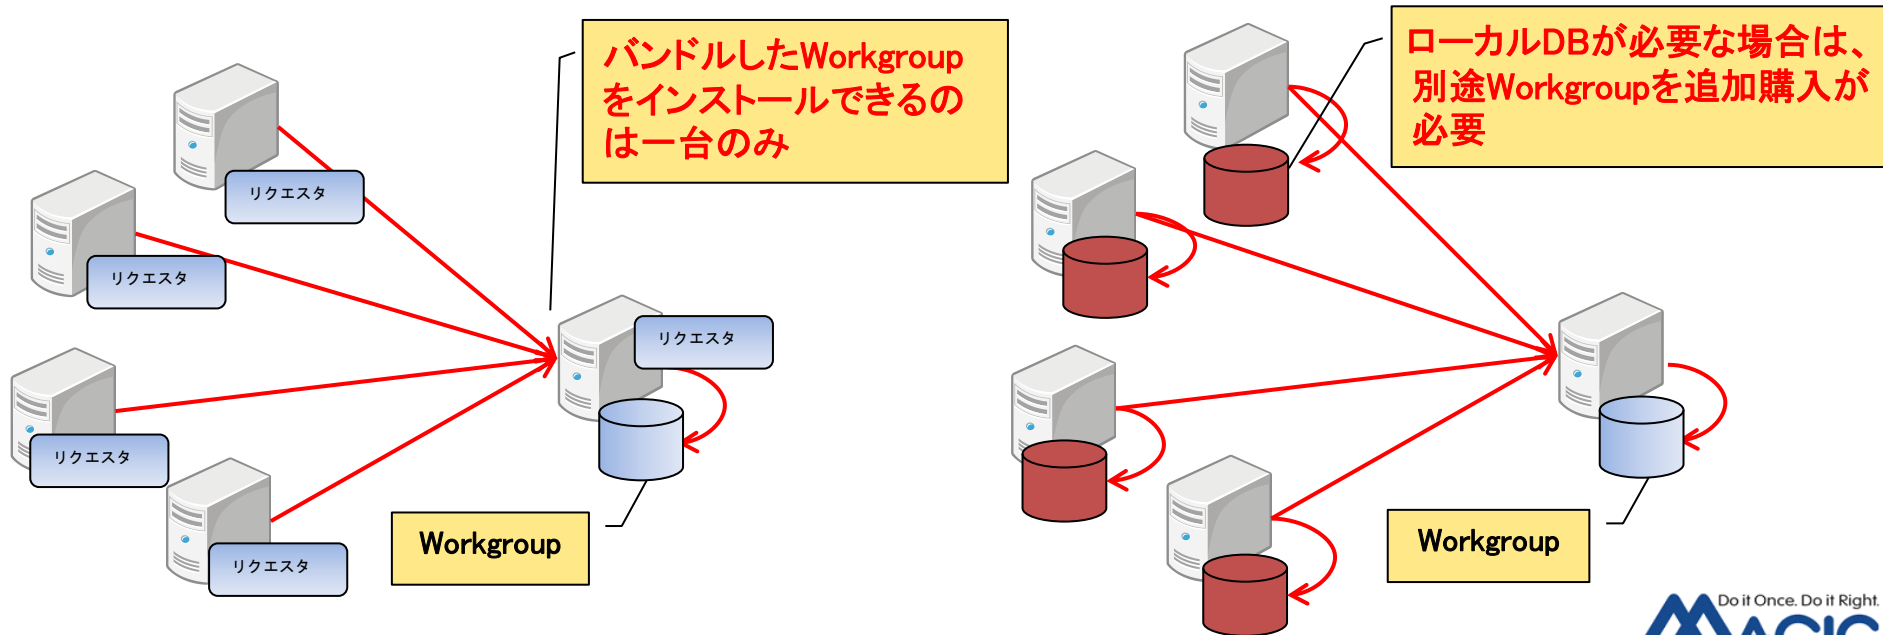 バンドルしたWorkgroup
をインストールできるの
は一台のみ
リクエスタ
リクエスタ
リクエスタ
リクエスタ
リクエスタ
Workgroup
ローカルDBが必要な場合は、
別途Workgroupを追加購入が
必要
Workgroup
Do it Once. Do it Right.
MAGIC